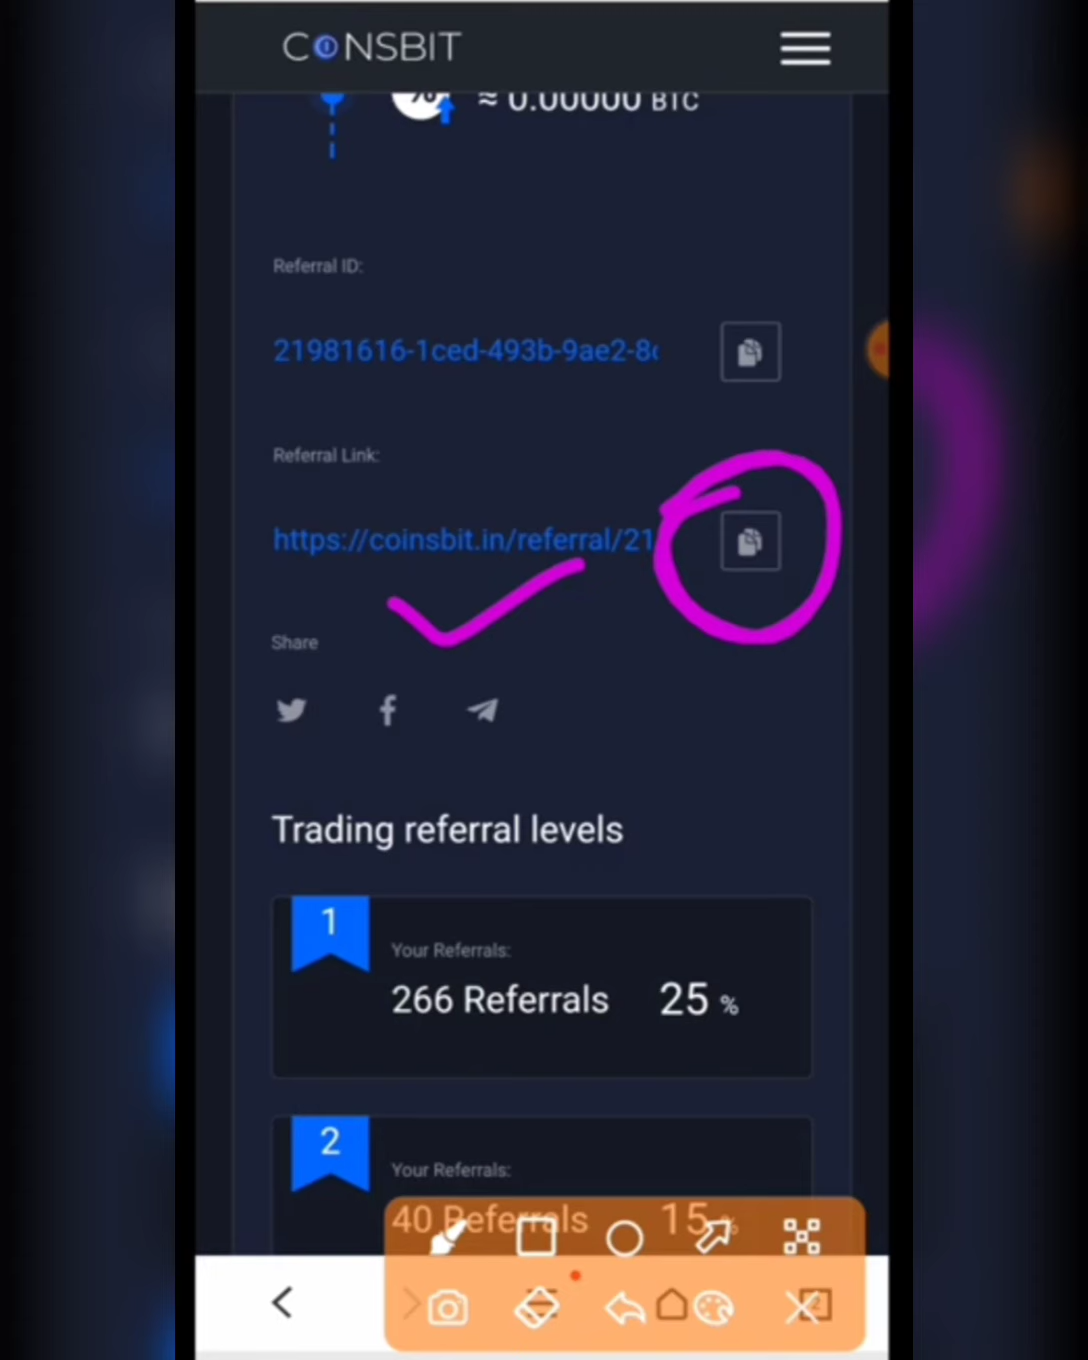 COINSBIT
≈ 0.00000 BTC
Referral ID:
21981616-1ced-493b-9ae2-8
Referral Link:
https://coinsbit.in/referral/21
Share
Trading referral levels
1
Your Referrals:
266 Referrals 25 %
2
Your Referrals:
40 Referrals 15 %